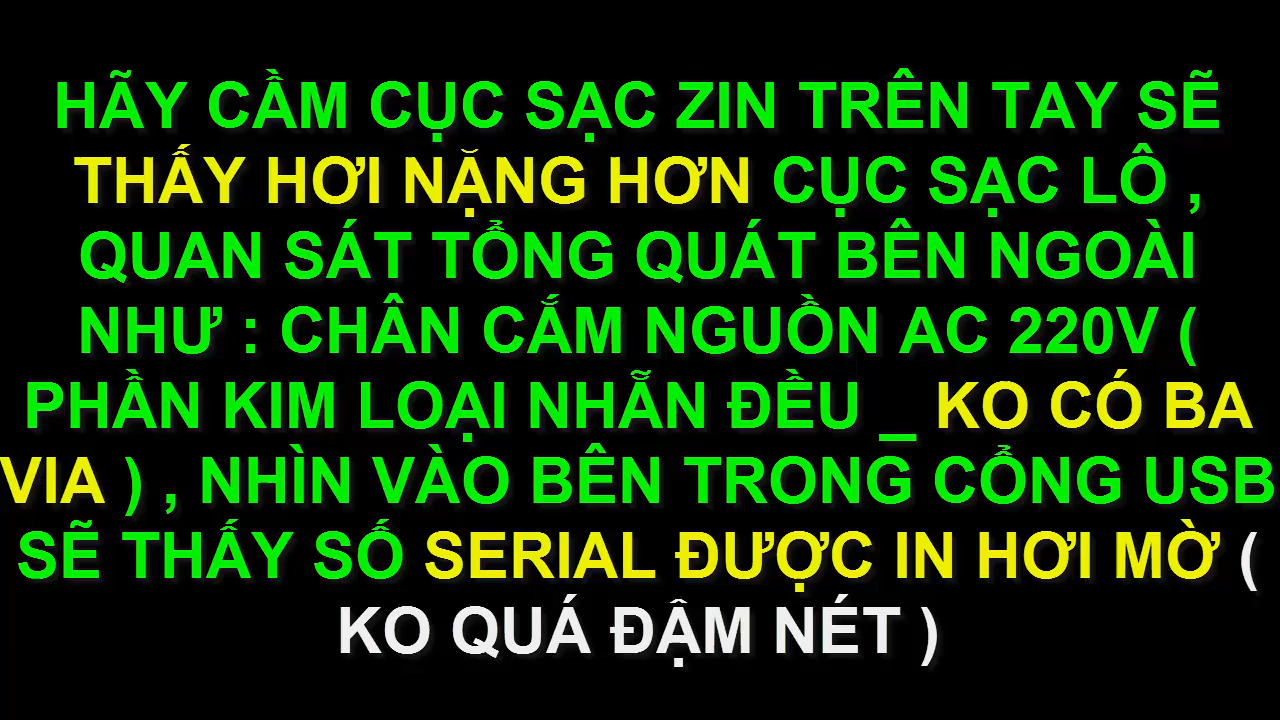 HÃY CẦM CỤC SẠC ZIN TRÊN TAY SẼ
THẤY HƠI NẶNG HƠN CỤC SẠC LÔ ,
QUAN SÁT TỔNG QUÁT BÊN NGOÀI
NHƯ : CHÂN CẮM NGUỒN AC 220V (
PHẦN KIM LOẠI NHẴN ĐỀU _ KO CÓ BA
VIA ) , NHÌN VÀO BÊN TRONG CỔNG USB
SẼ THẤY SỐ SERIAL ĐƯỢC IN HƠI MỜ (
KO QUÁ ĐẬM NÉT )